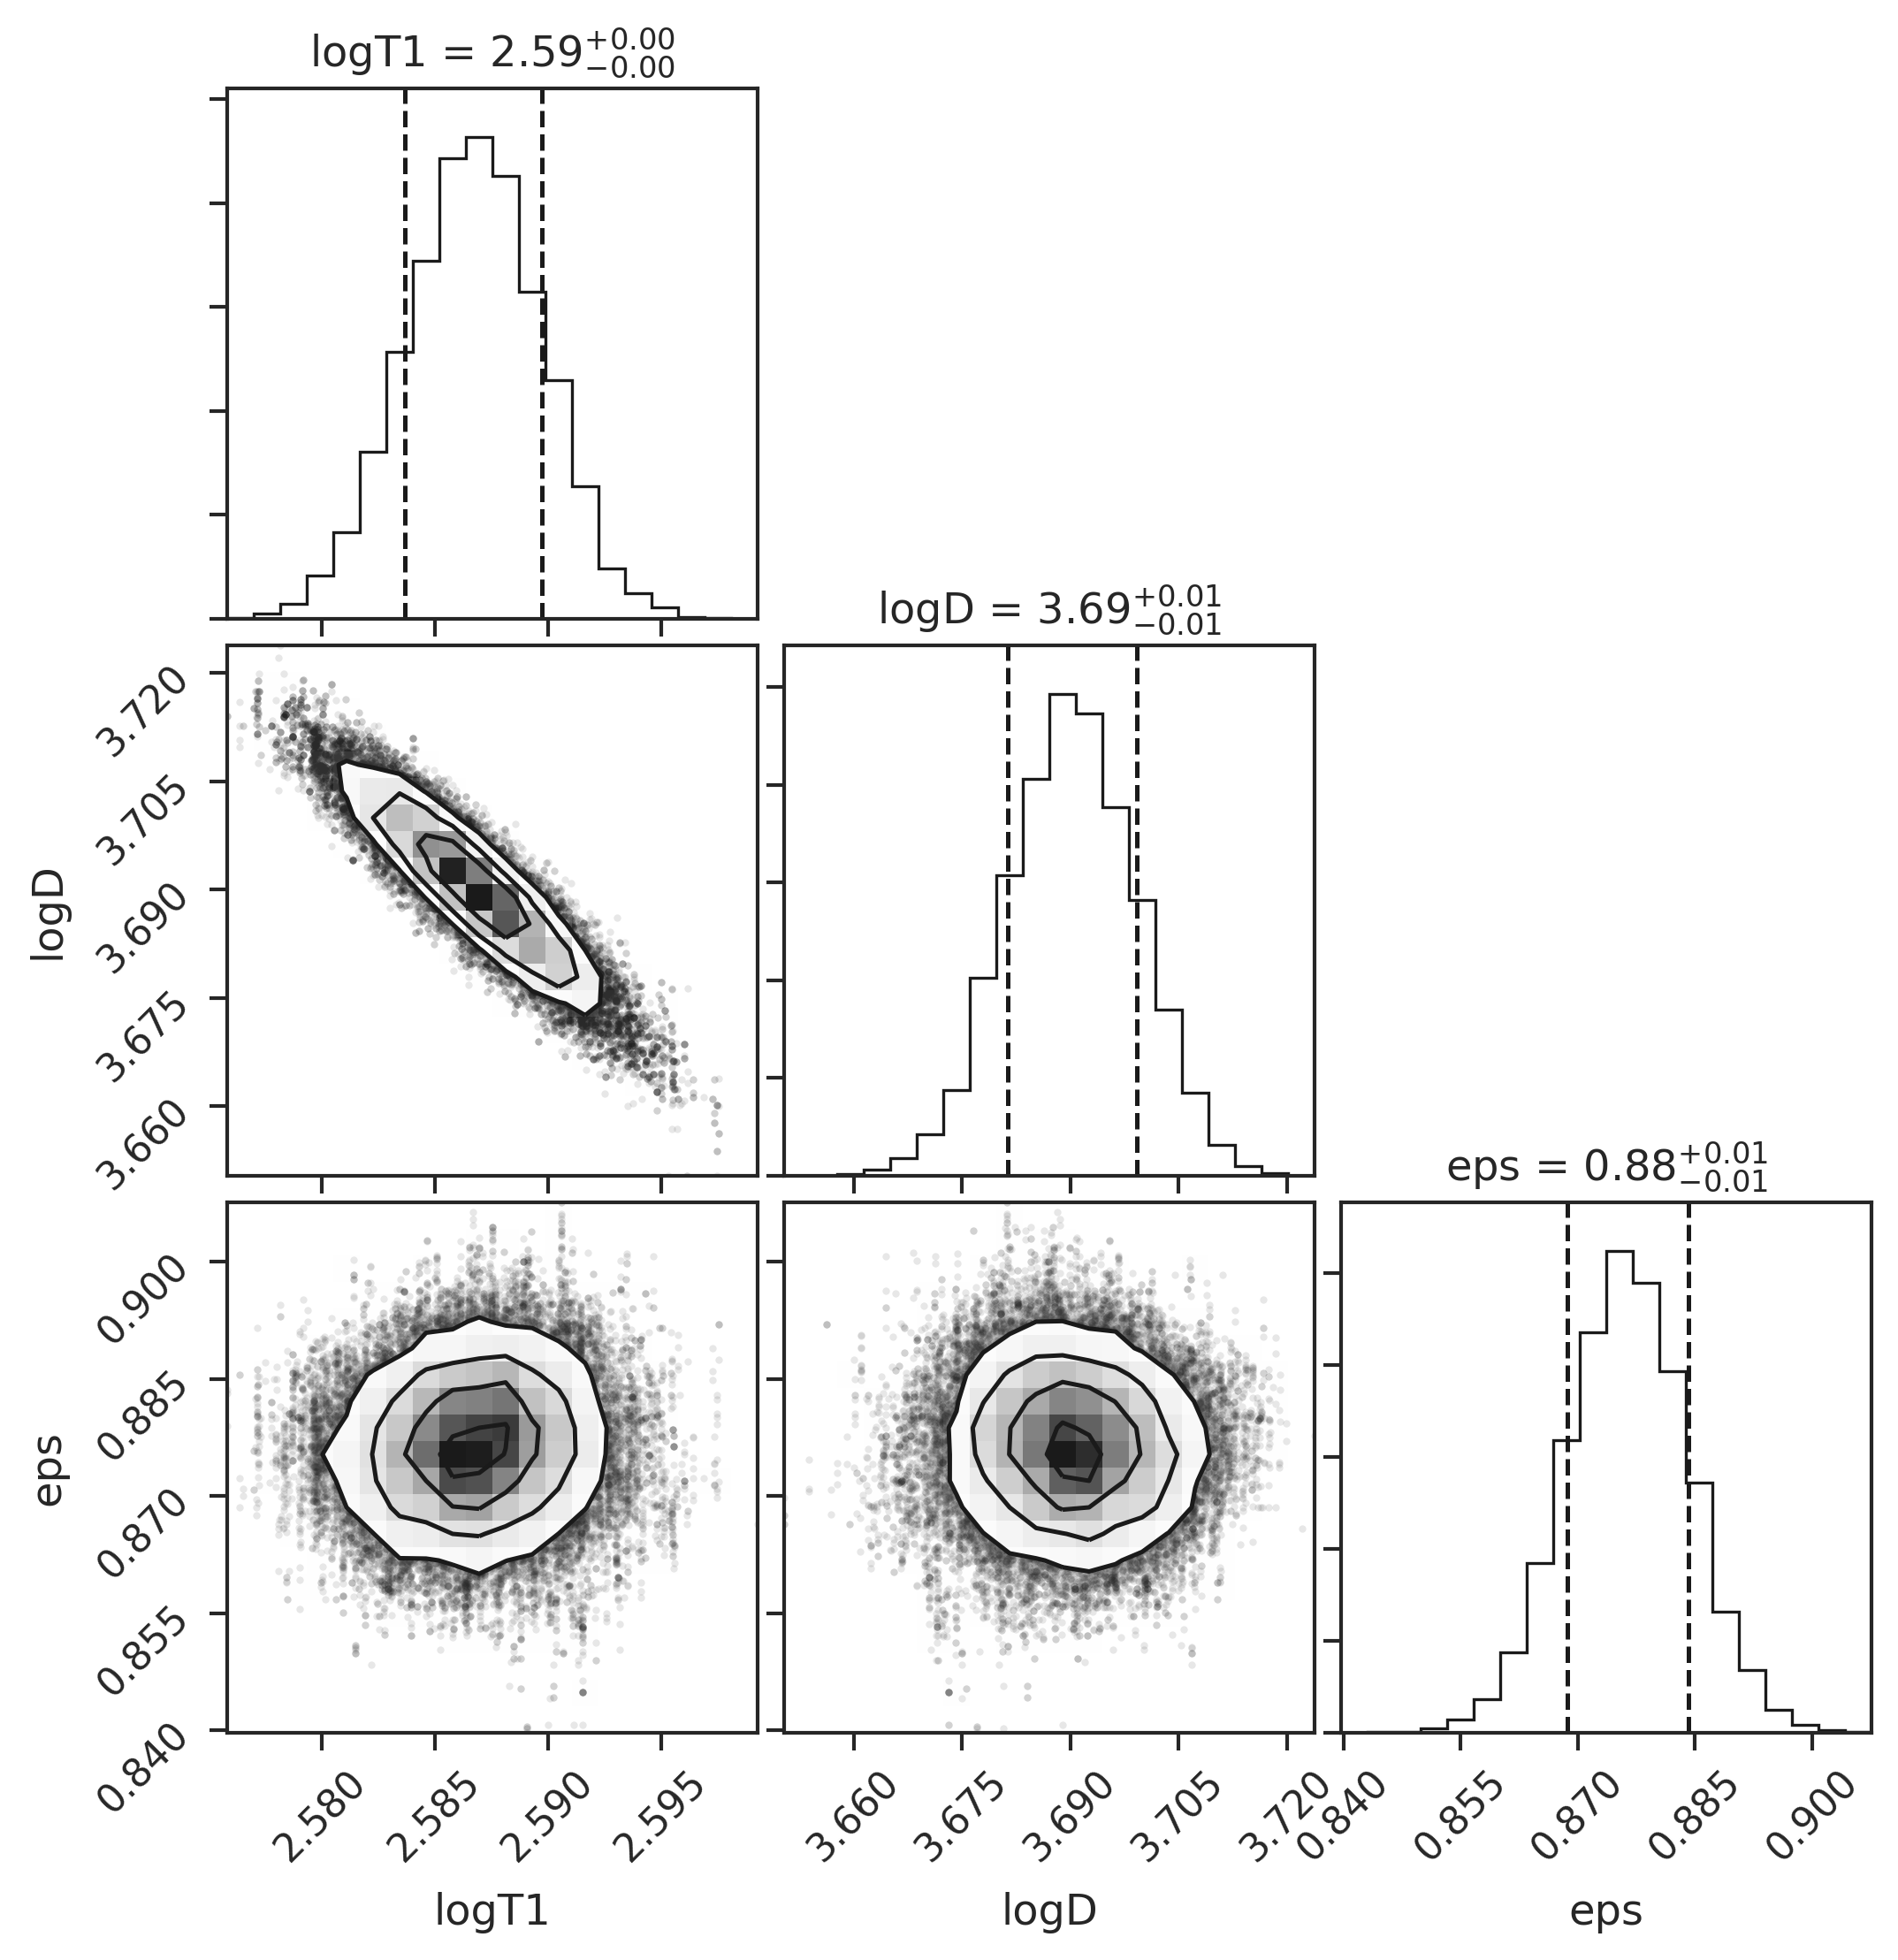 logT1 = 2.59+0.00 −0.00
logD = 3.69+0.01 −0.01
3.720
3.705
3.690
3.675
3.660
logD
eps = 0.88+0.01 −0.01
0.900
0.885
0.870
0.855
0.840
eps
2.580 2.585 2.590 2.595
3.660 3.675 3.690 3.705 3.720
0.840 0.855 0.870 0.885 0.900
logT1 logD eps